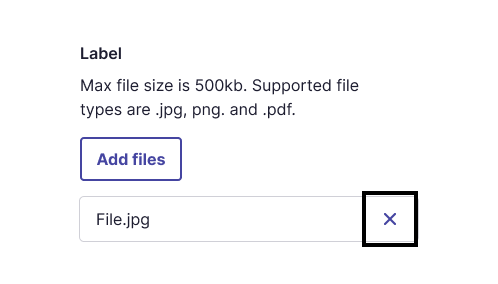 Label
Max file size is 500kb. Supported file
types are .jpg, png. and .pdf.
Add files
File.jpg